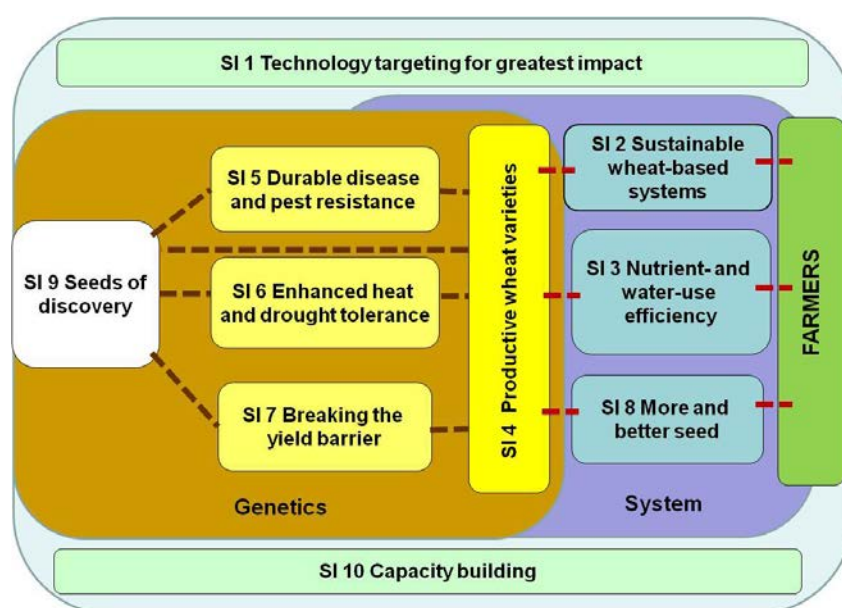 SI 1 Technology targeting for greatest impact
SI 5 Durable disease
and pest resistance
SI 9 Seeds of
discovery
SI 6 Enhanced heat
and drought tolerance
SI 7 Breaking the
yield barrier
Genetics
SI 4 Productive wheat varieties
SI 2 Sustainable
wheat-based
systems
SI 3 Nutrient- and
water-use
efficiency
SI 8 More and
better seed
System
FARMERS
SI 10 Capacity building